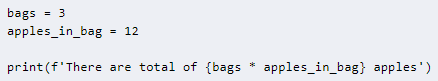 bags = 3
apples_in_bag = 12
print(f'There are total of {bags * apples_in_bag} apples')